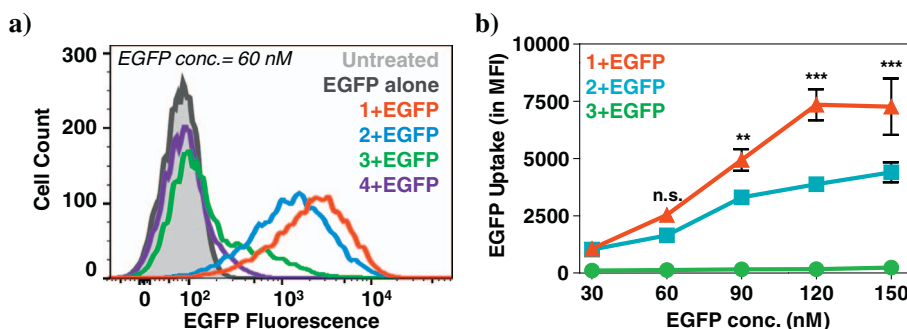 a)
EGFP conc.= 60 nM
Untreated
EGFP alone
1+EGFP
2+EGFP
3+EGFP
4+EGFP
Cell Count
300
200
100
0
0 10² 10³ 10⁴
EGFP Fluorescence
b)
1+EGFP
2+EGFP
3+EGFP
n.s.
**
***
***
EGFP Uptake (in MFI)
10000
7500
5000
2500
0
30 60 90 120 150
EGFP conc. (nM)